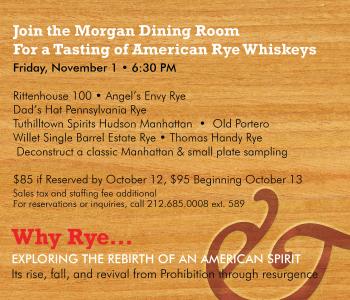 Join the Morgan Dining Room
For a Tasting of American Rye Whiskeys
Friday, November 1 • 6:30 PM
Rittenhouse 100 • Angel's Envy Rye
Dad's Hat Pennsylvania Rye
Tuthilltown Spirits Hudson Manhattan • Old Portero
Willet Single Barrel Estate Rye • Thomas Handy Rye
Deconstruct a classic Manhattan & small plate sampling
$85 if Reserved by October 12, $95 Beginning October 13
Sales tax and staffing fee additional
For reservations or inquiries, call 212.685.0008 ext. 589
Why Rye...
EXPLORING THE REBIRTH OF AN AMERICAN SPIRIT
Its rise, fall, and revival from Prohibition through resurgence
&